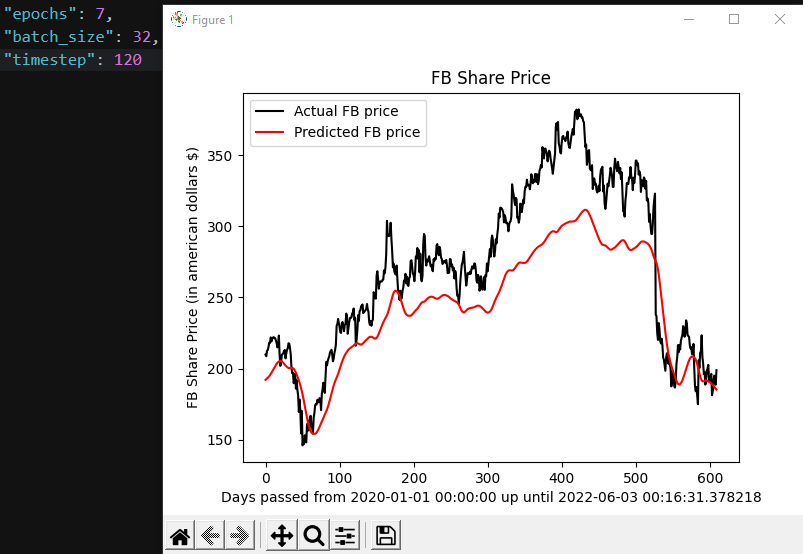 "epochs": 7,
"batch_size": 32,
"timestep": 120
Figure 1
FB Share Price
Actual FB price
Predicted FB price
FB Share Price (in american dollars $)
350
300
250
200
150
0 100 200 300 400 500 600
Days passed from 2020-01-01 00:00:00 up until 2022-06-03 00:16:31.378218